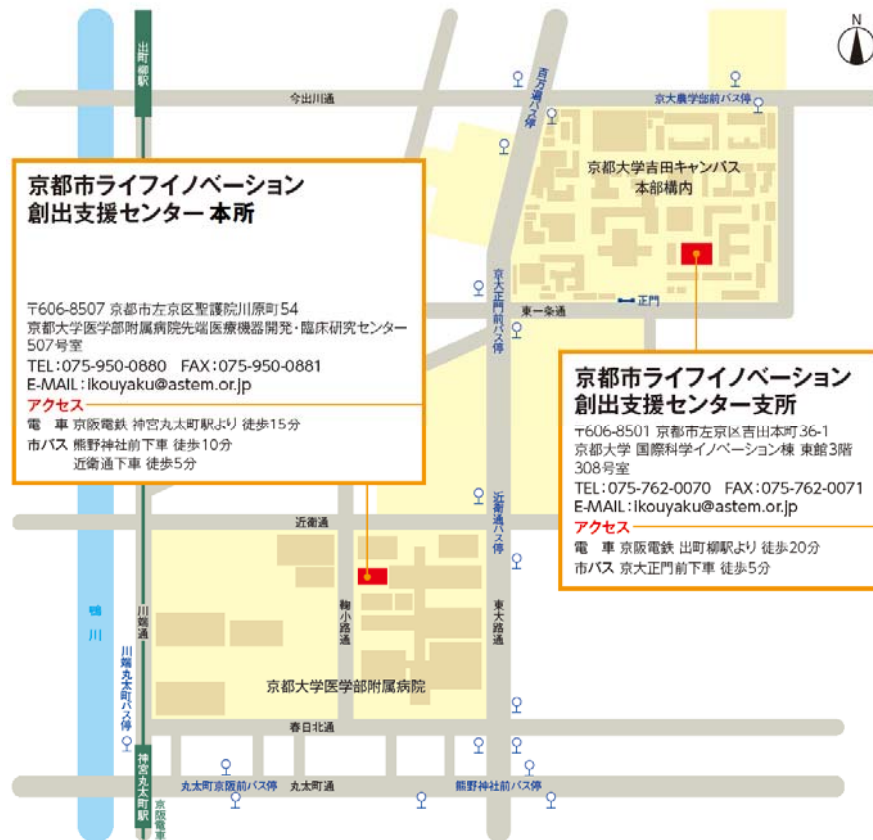 N
出町柳駅
今出川通
百万遍バス停
京大農学部前バス停
京都大学吉田キャンパス
本部構内
京都市ライフイノベーション
創出支援センター 本所
〒606-8507 京都市左京区聖護院川原町54
京都大学医学部附属病院先端医療機器開発・臨床研究センター
507号室
TEL:075-950-0880 FAX:075-950-0881
E-MAIL:lkouyaku@astem.or.jp
アクセス
電 車 京阪電鉄 神宮丸太町駅より 徒歩15分
市バス 熊野神社前下車 徒歩10分
近衛通下車 徒歩5分
京大正門前バス停
正門
東一条通
京都市ライフイノベーション
創出支援センター支所
〒606-8501 京都市左京区吉田本町36-1
京都大学 国際科学イノベーション棟 東館3階
308号室
TEL:075-762-0070 FAX:075-762-0071
E-MAIL:lkouyaku@astem.or.jp
アクセス
電 車 京阪電鉄 出町柳駅より 徒歩20分
市バス 京大正門前下車 徒歩5分
近衛通
近衛通バス停
鴨川
川端通
鞠小路通
東大路通
川端丸太町バス停
京都大学医学部附属病院
春日北通
神宮丸太町駅
京阪電車
丸太町京阪前バス停
丸太町通
熊野神社前バス停